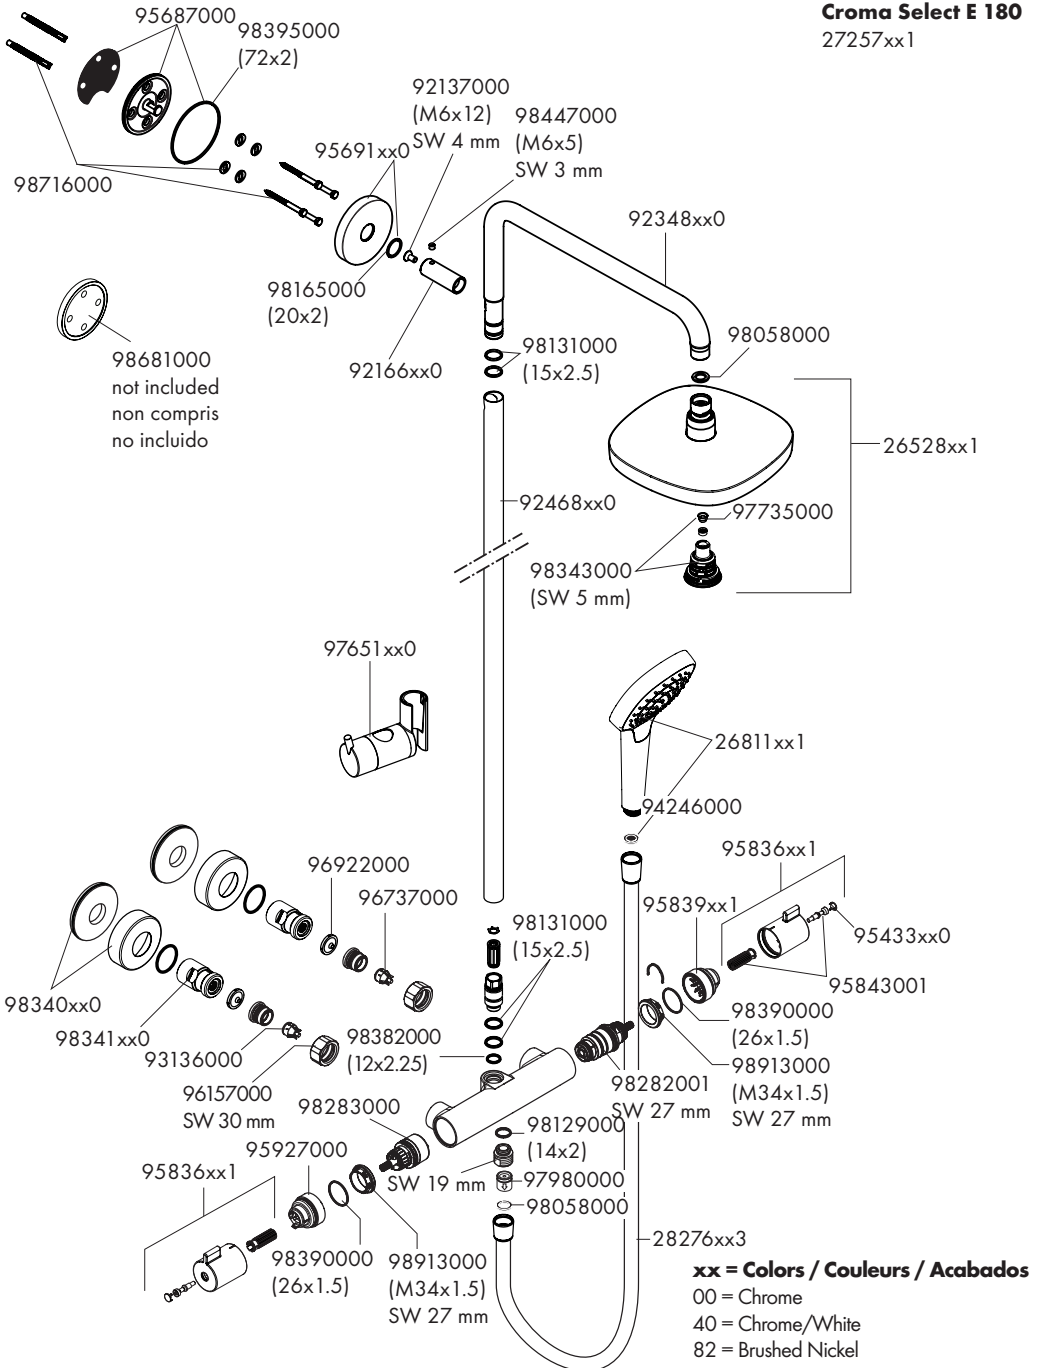 Croma Select E 180
27257xx1
95687000
98395000
(72x2)
92137000
(M6x12)
SW 4 mm
98447000
(M6x5)
SW 3 mm
95691xx0
98716000
92348xx0
98165000
(20x2)
92166xx0
98681000
not included
non compris
no incluido
98131000
(15x2.5)
98058000
26528xx1
92468xx0
97735000
98343000
(SW 5 mm)
97651xx0
26811xx1
94246000
95836xx1
96922000
96737000
95839xx1
98131000
(15x2.5)
95433xx0
95843001
98340xx0
98341xx0
93136000
98382000
(12x2.25)
98390000
(26x1.5)
98913000
(M34x1.5)
SW 27 mm
98282001
SW 27 mm
96157000
SW 30 mm
98283000
98129000
(14x2)
95927000
95836xx1
SW 19 mm
97980000
98058000
28276xx3
98390000
(26x1.5)
98913000
(M34x1.5)
SW 27 mm
xx = Colors / Couleurs / Acabados
00 = Chrome
40 = Chrome/White
82 = Brushed Nickel